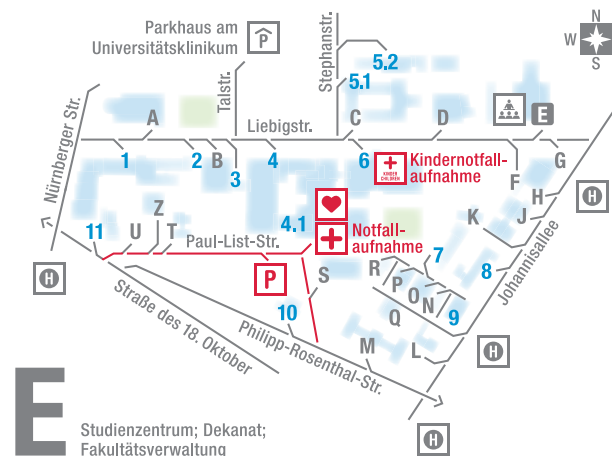 Parkhaus am
Universitätsklinikum
P
Talstr.
Stephanstr.
5.2
5.1
N
W
S
Nürnberger Str.
A
Liebigstr.
C
D
E
1
2
B
3
4
6
KINDER
CHILDREN
Kindernotfall-
aufnahme
F
G
H
H
J
K
4.1
Notfall-
aufnahme
11
U
Z
T
Paul-List-Str.
P
S
R
P
O
N
7
8
9
Q
Johannisallee
H
Straße des 18. Oktober
10
Philipp-Rosenthal-Str.
M
L
H
H
E
Studienzentrum; Dekanat;
Fakultätsverwaltung